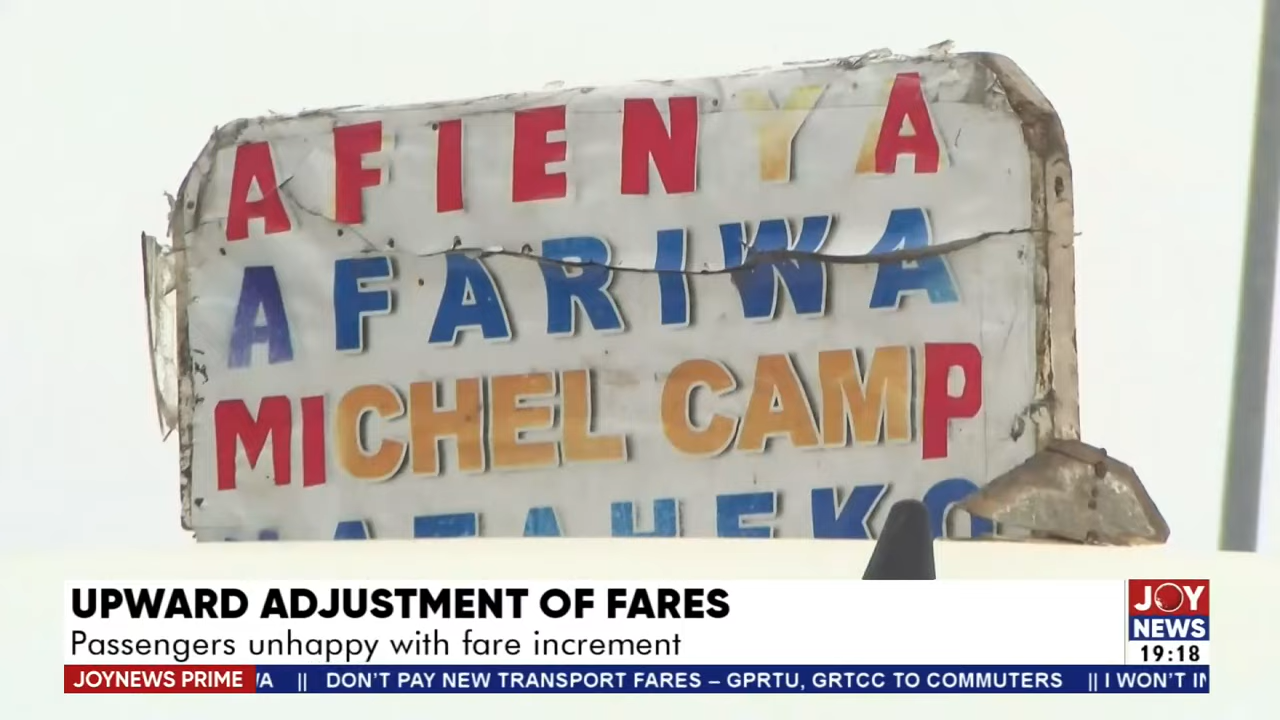 AFIENYA
AFARIWA
MICHEL CAMP
UPWARD ADJUSTMENT OF FARES
Passengers unhappy with fare increment
JOY
NEWS
19:18
JOYNEWS PRIME
|| DON'T PAY NEW TRANSPORT FARES – GPRTU, GRTCC TO COMMUTERS || I WON'T